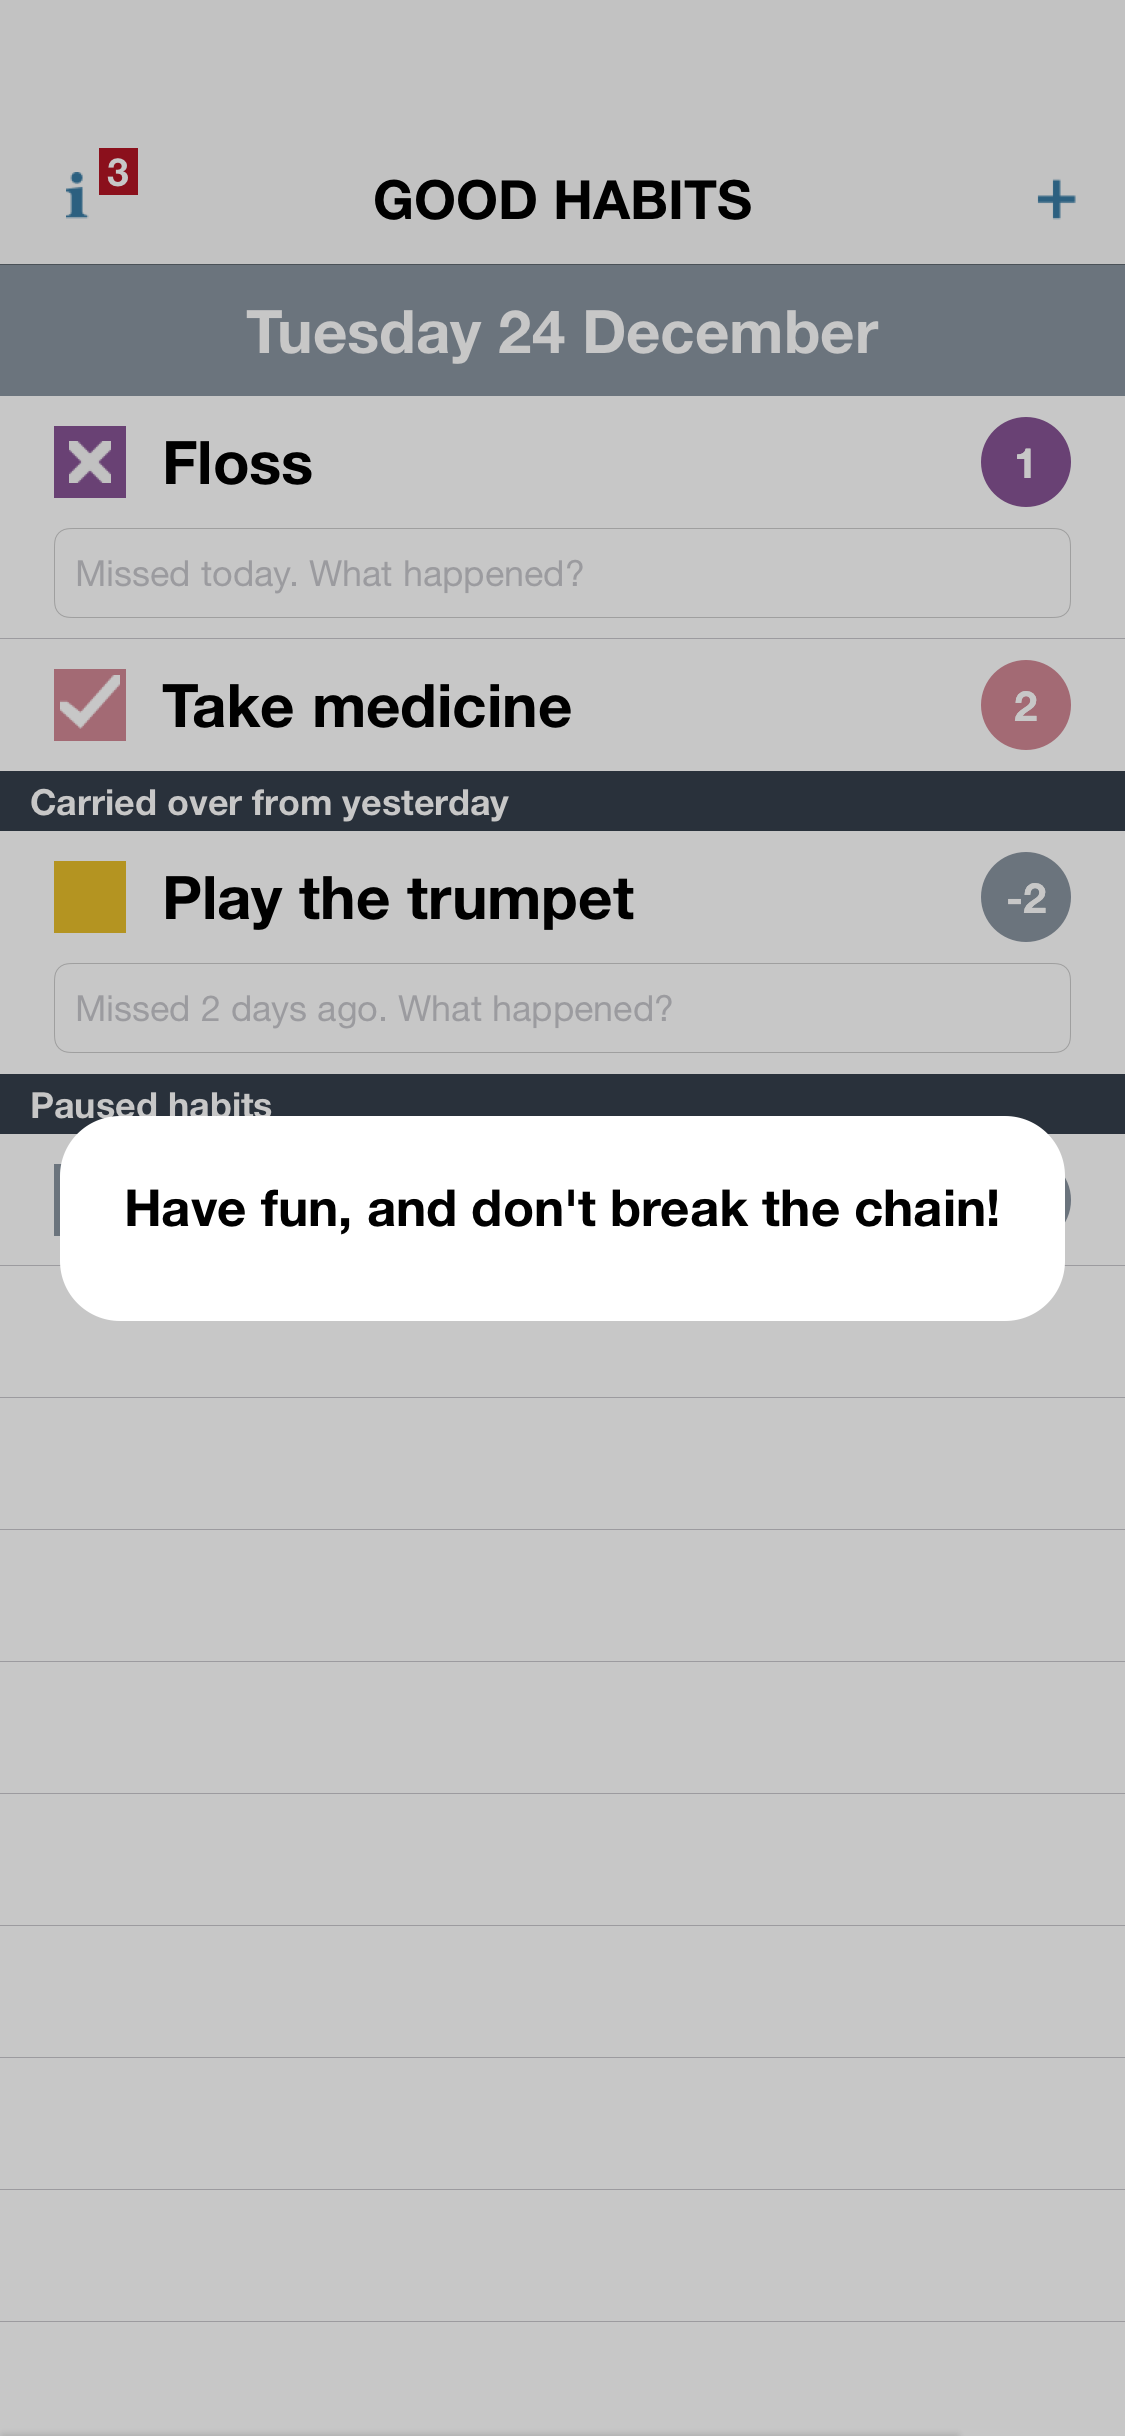 i 3
GOOD HABITS
+
Tuesday 24 December
Floss
1
Missed today. What happened?
Take medicine
2
Carried over from yesterday
Play the trumpet
-2
Missed 2 days ago. What happened?
Paused habits
Have fun, and don't break the chain!